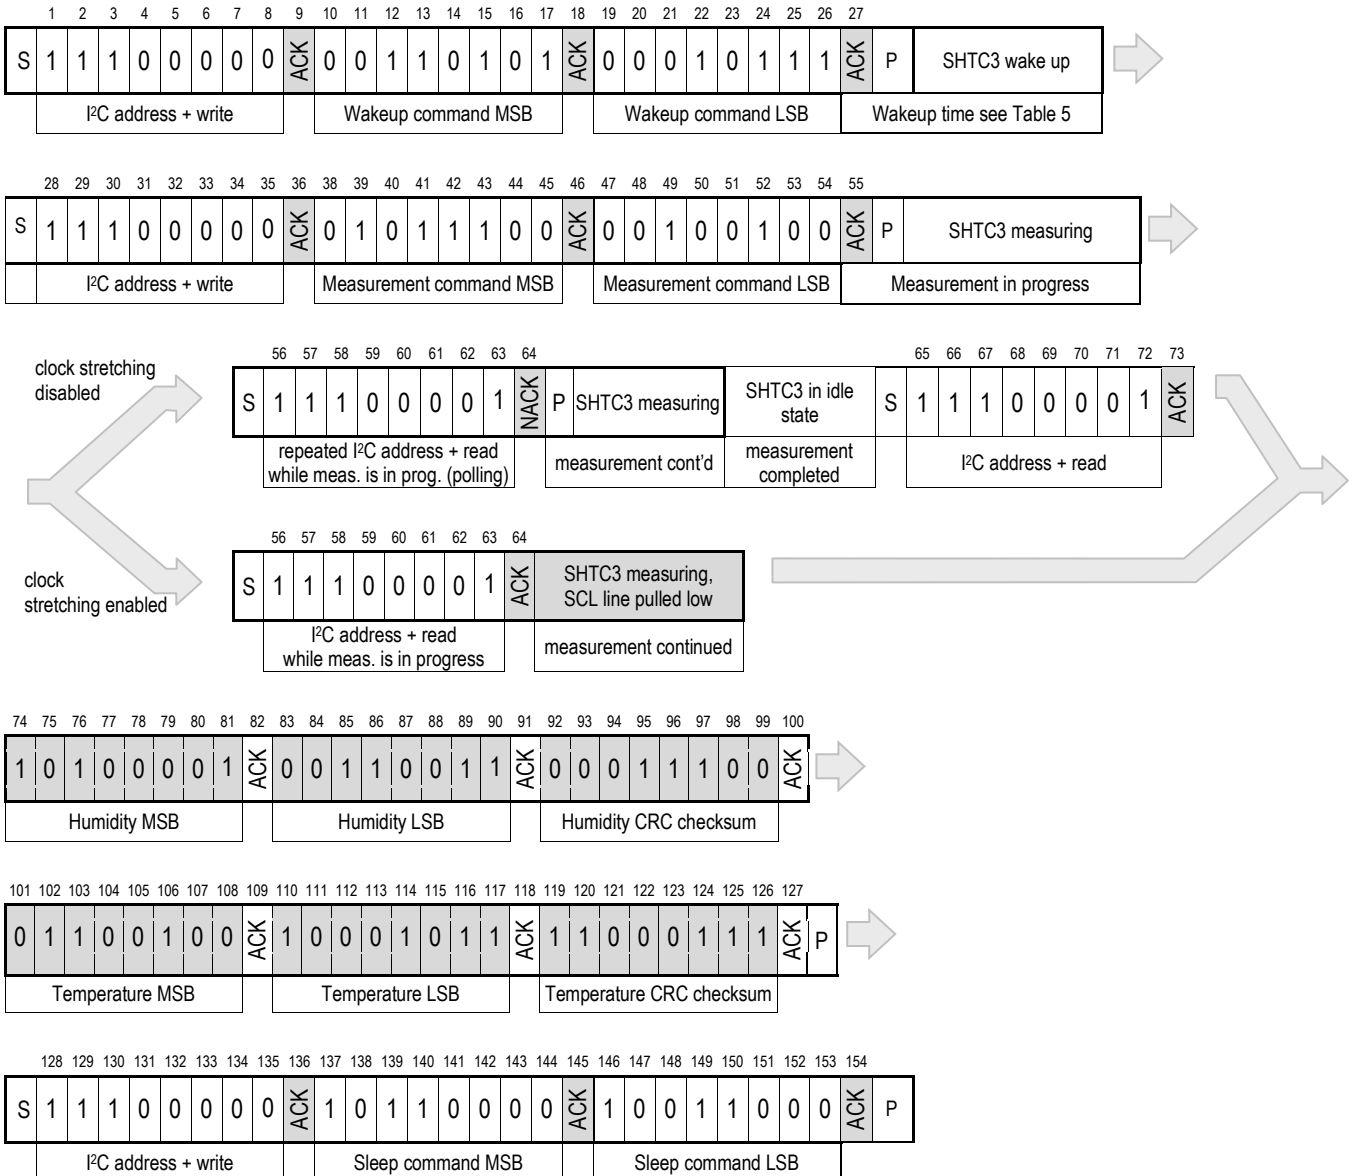 1 2 3 4 5 6 7 8 9 10 11 12 13 14 15 16 17 18 19 20 21 22 23 24 25 26 27
S 1 1 1 0 0 0 0 0 ACK 0 0 1 1 0 1 0 1 ACK 0 0 0 1 0 1 1 1 ACK P SHTC3 wake up
I²C address + write Wakeup command MSB Wakeup command LSB Wakeup time see Table 5
28 29 30 31 32 33 34 35 36 38 39 40 41 42 43 44 45 46 47 48 49 50 51 52 53 54 55
S 1 1 1 0 0 0 0 0 ACK 0 1 0 1 1 1 0 0 ACK 0 0 1 0 0 1 0 0 ACK P SHTC3 measuring
I²C address + write Measurement command MSB Measurement command LSB Measurement in progress
clock stretching
disabled
56 57 58 59 60 61 62 63 64 65 66 67 68 69 70 71 72 73
S 1 1 1 0 0 0 0 1 NACK P SHTC3 measuring
SHTC3 in idle
state
S 1 1 1 0 0 0 0 1 ACK
repeated I²C address + read
while meas. is in prog. (polling)
measurement cont'd
measurement
completed
I²C address + read
clock
stretching enabled
56 57 58 59 60 61 62 63 64
S 1 1 1 0 0 0 0 1 ACK
SHTC3 measuring,
SCL line pulled low
I²C address + read
while meas. is in progress
measurement continued
74 75 76 77 78 79 80 81 82 83 84 85 86 87 88 89 90 91 92 93 94 95 96 97 98 99 100
1 0 1 0 0 0 0 1 ACK 0 0 1 1 0 0 1 1 ACK 0 0 0 1 1 1 0 0 ACK
Humidity MSB Humidity LSB Humidity CRC checksum
101 102 103 104 105 106 107 108 109 110 111 112 113 114 115 116 117 118 119 120 121 122 123 124 125 126 127
0 1 1 0 0 1 0 0 ACK 1 0 0 0 1 0 1 1 ACK 1 1 0 0 0 1 1 1 ACK P
Temperature MSB Temperature LSB Temperature CRC checksum
128 129 130 131 132 133 134 135 136 137 138 139 140 141 142 143 144 145 146 147 148 149 150 151 152 153 154
S 1 1 1 0 0 0 0 0 ACK 1 0 1 1 0 0 0 0 ACK 1 0 0 1 1 0 0 0 ACK P
I²C address + write Sleep command MSB Sleep command LSB